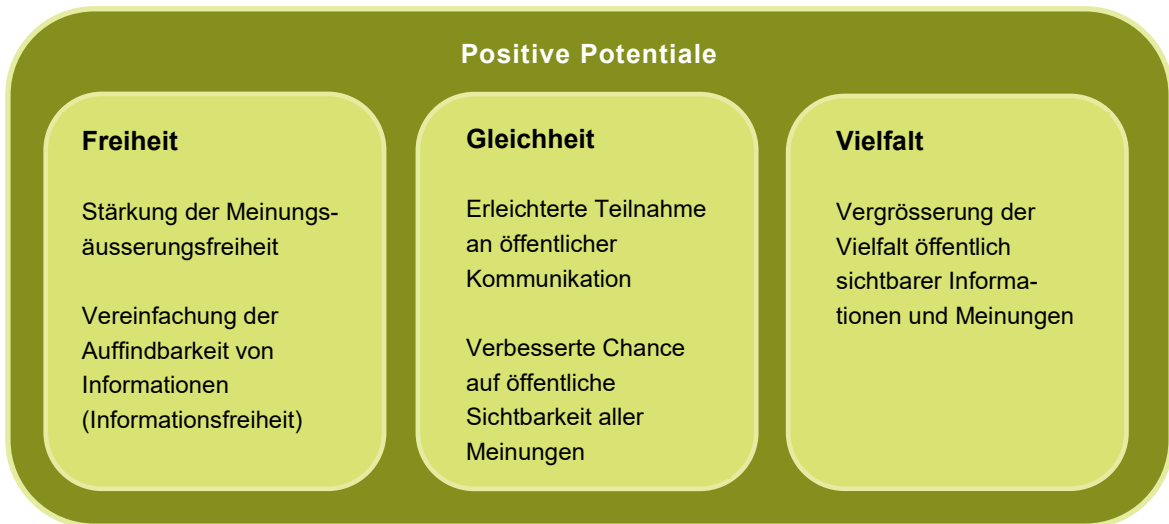 Positive Potentiale
Freiheit
Stärkung der Meinungs-
äusserungsfreiheit
Vereinfachung der
Auffindbarkeit von
Informationen
(Informationsfreiheit)
Gleichheit
Erleichterte Teilnahme
an öffentlicher
Kommunikation
Verbesserte Chance
auf öffentliche
Sichtbarkeit aller
Meinungen
Vielfalt
Vergrösserung der
Vielfalt öffentlich
sichtbarer Informa-
tionen und Meinungen